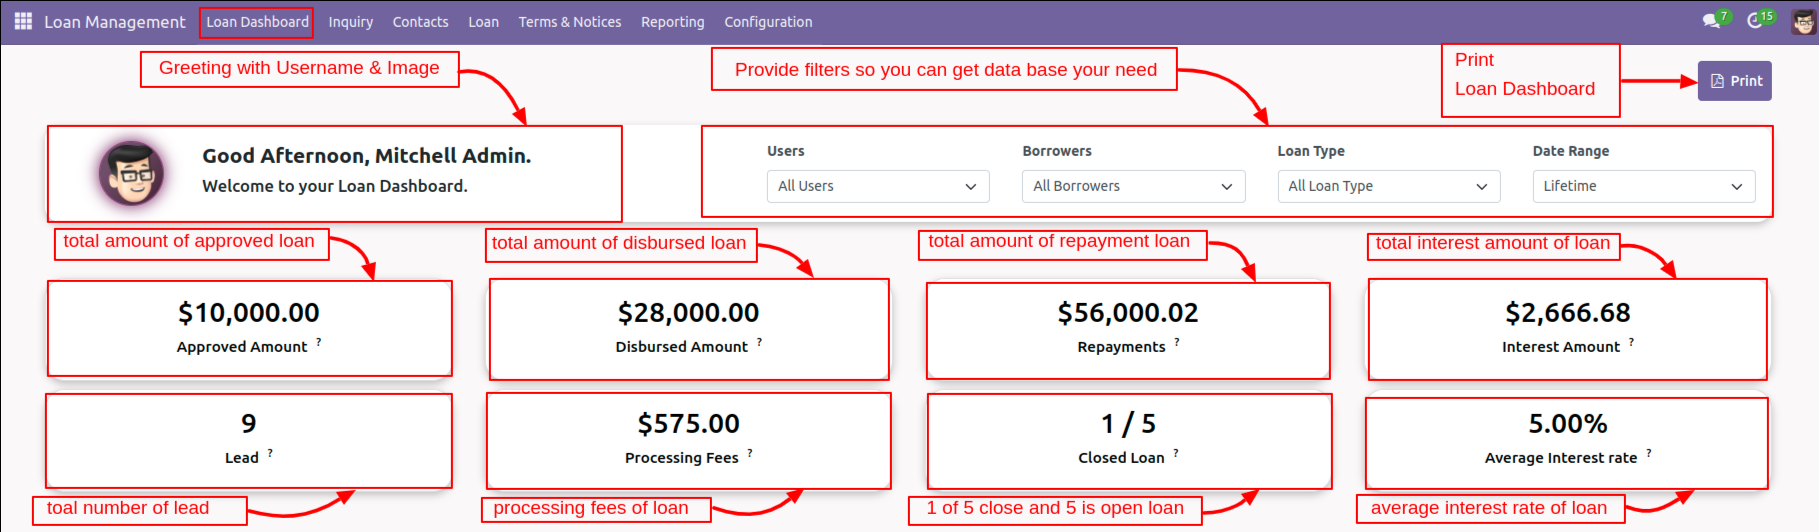 Loan Management Loan Dashboard Inquiry Contacts Loan Terms & Notices Reporting Configuration 7 15
Greeting with Username & Image
Provide filters so you can get data base your need
Print
Loan Dashboard
Print
Good Afternoon, Mitchell Admin.
Welcome to your Loan Dashboard.
Users Borrowers Loan Type Date Range
All Users All Borrowers All Loan Type Lifetime
total amount of approved loan
total amount of disbursed loan
total amount of repayment loan
total interest amount of loan
$10,000.00 $28,000.00 $56,000.02 $2,666.68
Approved Amount ? Disbursed Amount ? Repayments ? Interest Amount ?
9 $575.00 1 / 5 5.00%
Lead ? Processing Fees ? Closed Loan ? Average Interest rate ?
toal number of lead
processing fees of loan
1 of 5 close and 5 is open loan
average interest rate of loan